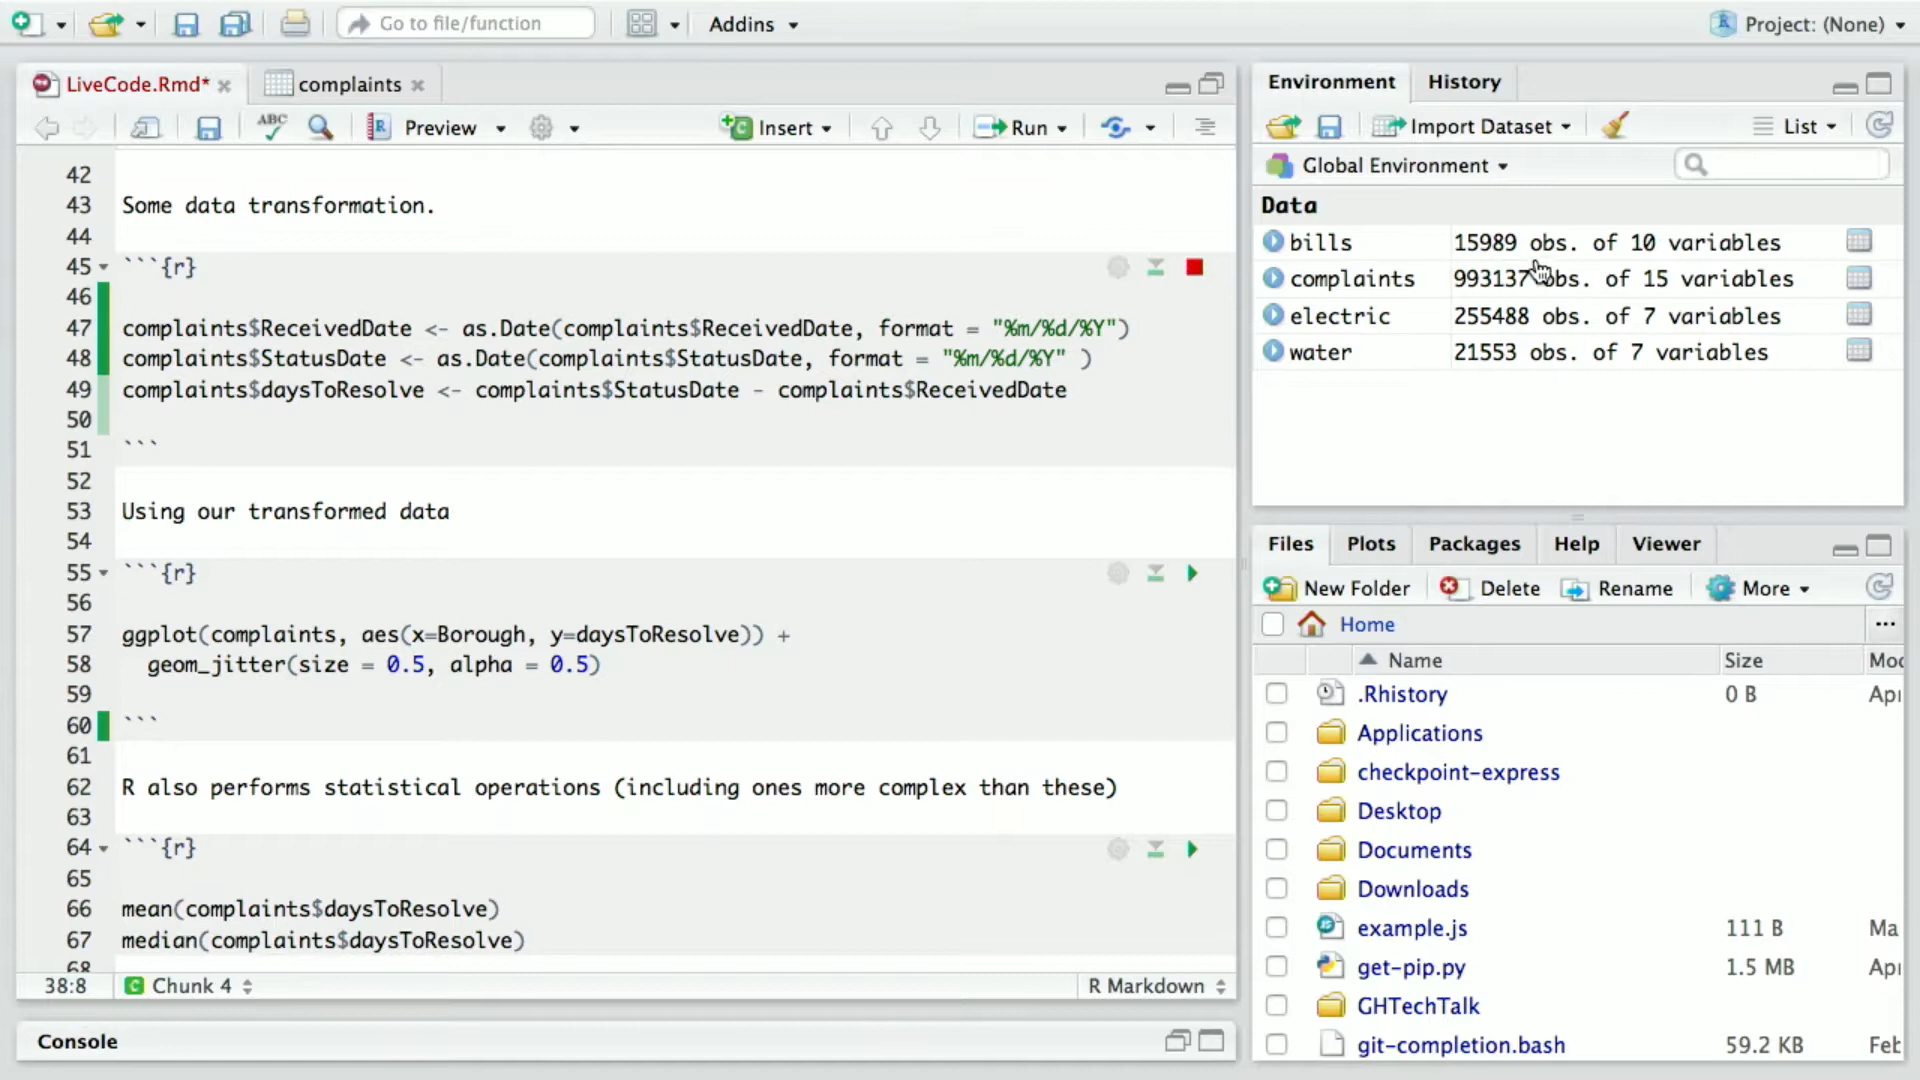 Go to file/function
Addins
Project: (None)
LiveCode.Rmd*
complaints
ABC
Preview
Insert
Run
42
43 Some data transformation.
44
45 ```{r}
46
47 complaints$ReceivedDate <- as.Date(complaints$ReceivedDate, format = "%m/%d/%Y")
48 complaints$StatusDate <- as.Date(complaints$StatusDate, format = "%m/%d/%Y" )
49 complaints$daysToResolve <- complaints$StatusDate - complaints$ReceivedDate
50
51 ```
52
53 Using our transformed data
54
55 ```{r}
56
57 ggplot(complaints, aes(x=Borough, y=daysToResolve)) +
58 geom_jitter(size = 0.5, alpha = 0.5)
59
60 ```
61
62 R also performs statistical operations (including ones more complex than these)
63
64 ```{r}
65
66 mean(complaints$daysToResolve)
67 median(complaints$daysToResolve)
68
38:8 Chunk 4 R Markdown
Console
Environment History
Import Dataset List
Global Environment
Data
bills 15989 obs. of 10 variables
complaints 993137 obs. of 15 variables
electric 255488 obs. of 7 variables
water 21553 obs. of 7 variables
Files Plots Packages Help Viewer
New Folder Delete Rename More
Home ...
Name Size Moc
.Rhistory 0 B Apr
Applications
checkpoint-express
Desktop
Documents
Downloads
example.js 111 B Ma
get-pip.py 1.5 MB Apr
GHTechTalk
git-completion.bash 59.2 KB Feb